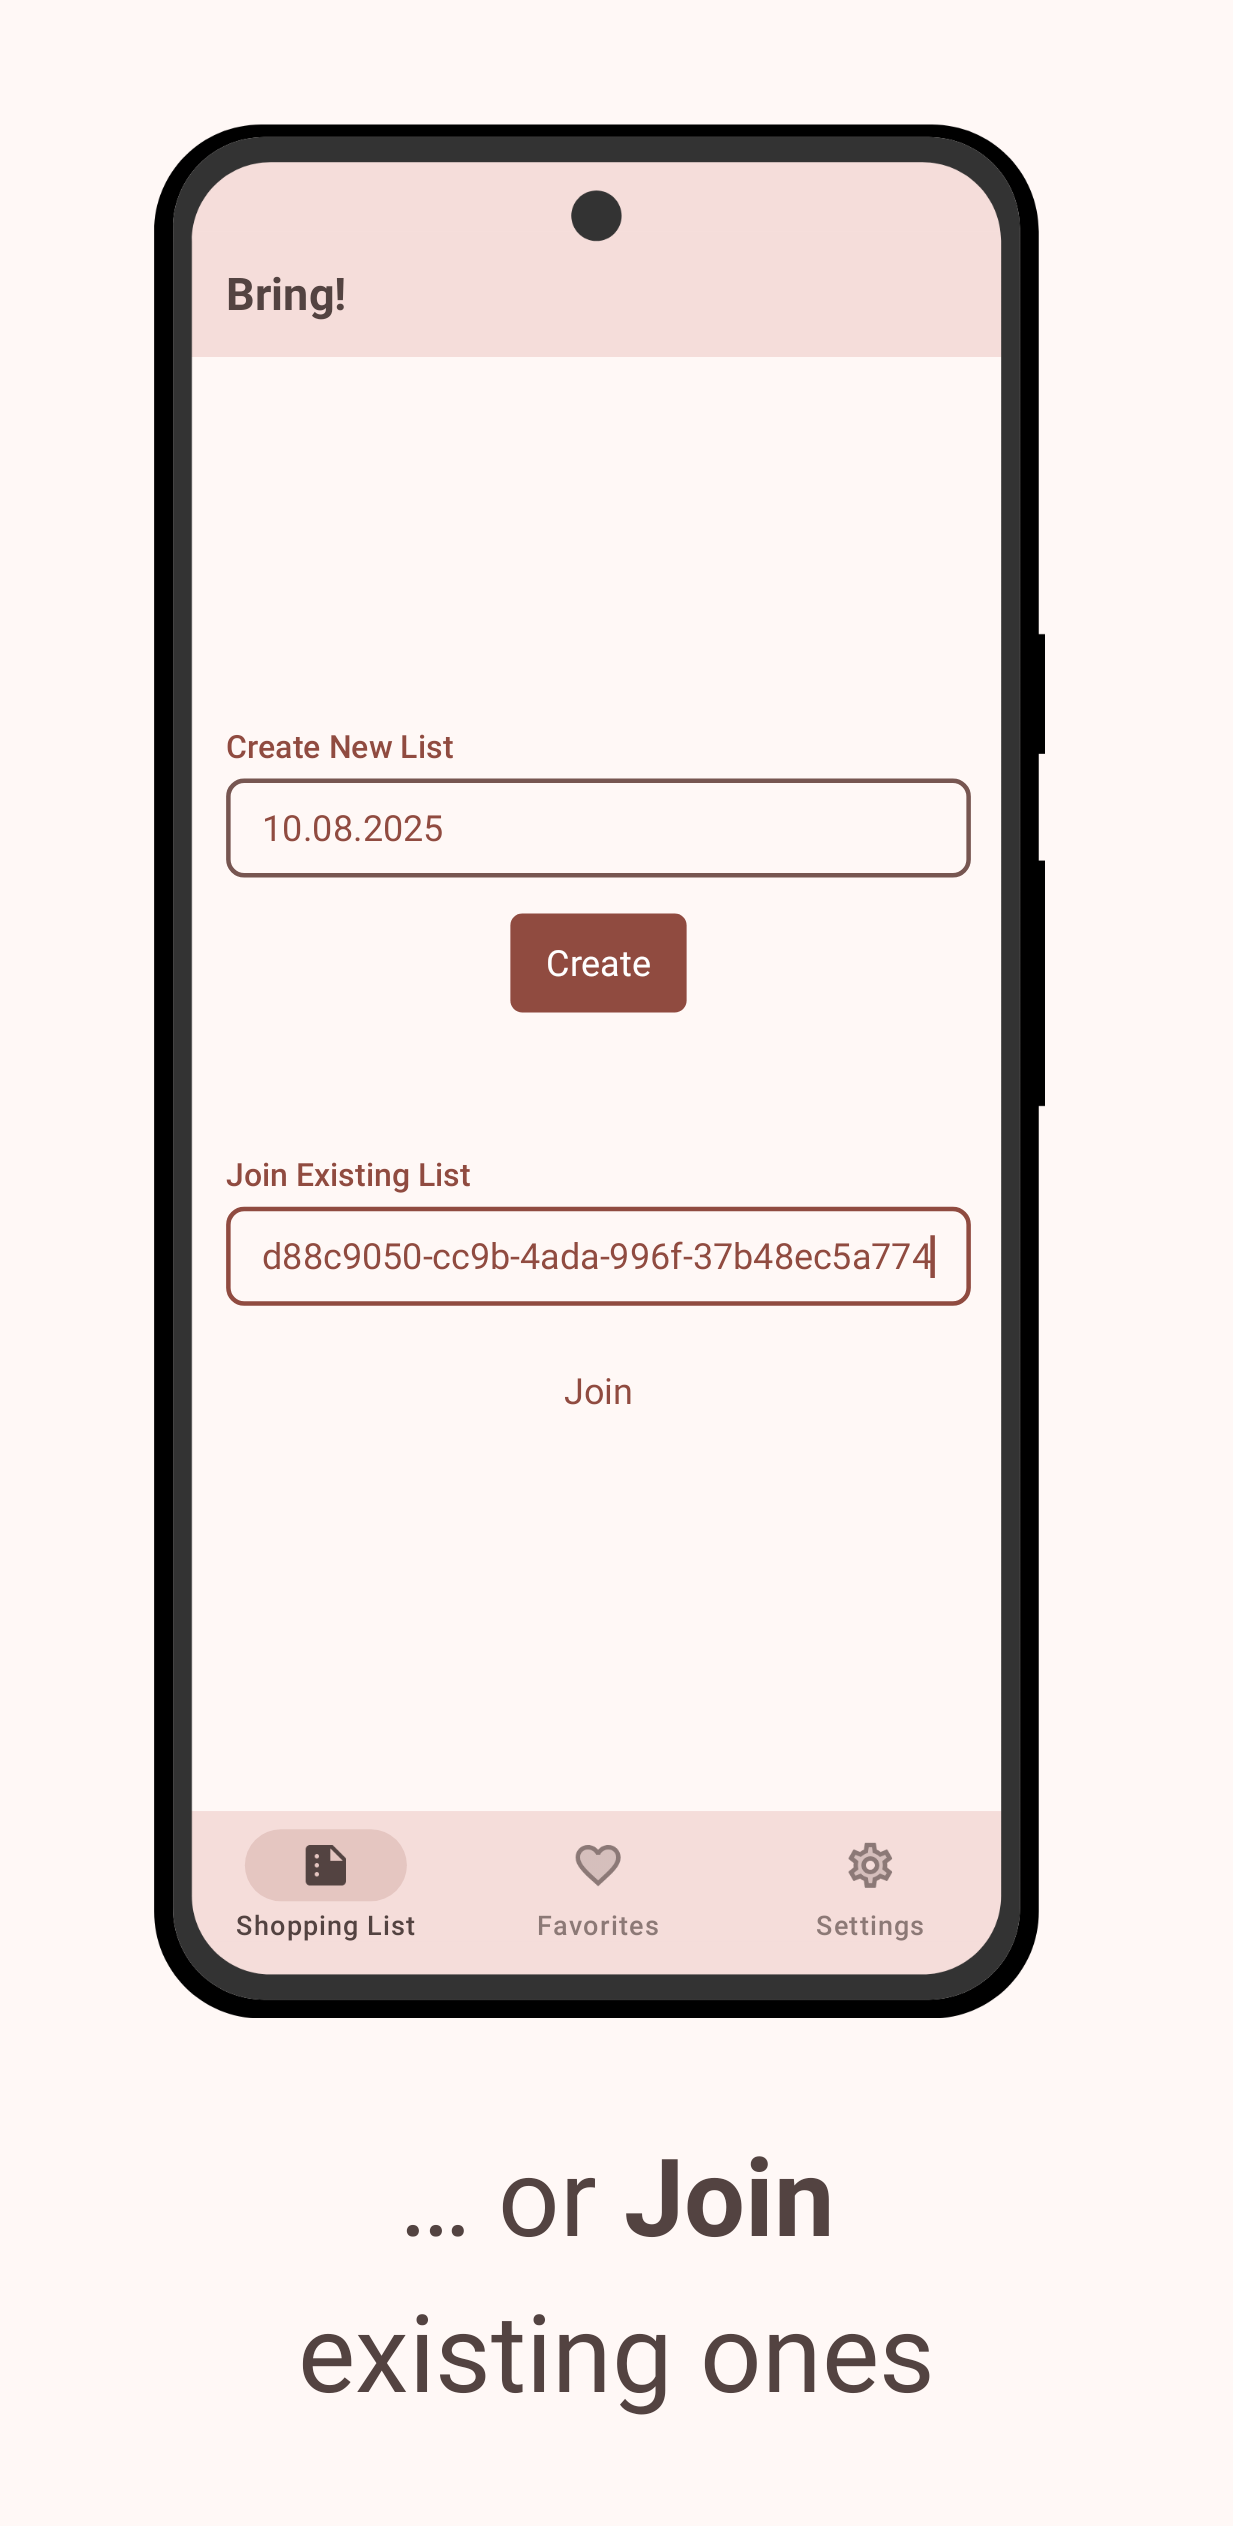 Bring!
Create New List
10.08.2025
Create
Join Existing List
d88c9050-cc9b-4ada-996f-37b48ec5a774
Join
Shopping List
Favorites
Settings
... or Join
existing ones